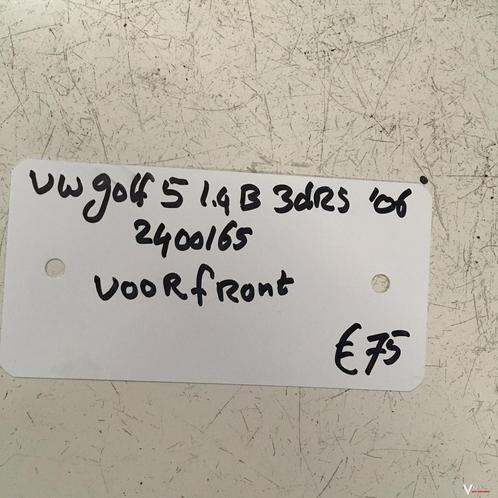 VW golf 5 1.4 B 3dRS '06
2400165
VooRfRont
€75